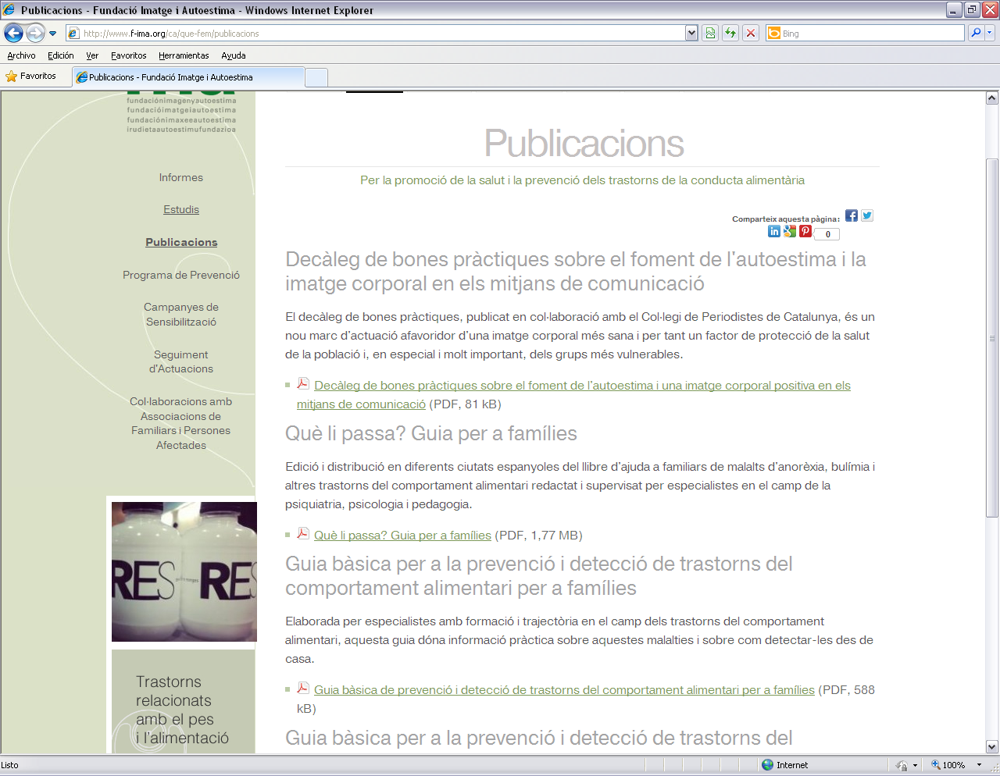 Publicacions - Fundació Imatge i Autoestima - Windows Internet Explorer
http://www.f-ima.org/ca/que-fem/publicacions
Bing
Archivo Edición Ver Favoritos Herramientas Ayuda
Favoritos
Publicacions - Fundació Imatge i Autoestima
fundaciónimagenyautoestima
fundacióimatgeiautoestima
fundaciónimaxeeautoestima
irudietaautoestimufundazioa
Informes
Estudis
Publicacions
Programa de Prevenció
Campanyes de
Sensibilització
Seguiment
d'Actuacions
Col·laboracions amb
Associacions de
Familiars i Persones
Afectades
RES
RES
Trastorns
relacionats
amb el pes
i l'alimentació
Publicacions
Per la promoció de la salut i la prevenció dels trastorns de la conducta alimentària
Comparteix aquesta pàgina:
0
Decàleg de bones pràctiques sobre el foment de l'autoestima i la
imatge corporal en els mitjans de comunicació
El decàleg de bones pràctiques, publicat en col·laboració amb el Col·legi de Periodistes de Catalunya, és un
nou marc d'actuació afavoridor d'una imatge corporal més sana i per tant un factor de protecció de la salut
de la població i, en especial i molt important, dels grups més vulnerables.
Decàleg de bones pràctiques sobre el foment de l'autoestima i una imatge corporal positiva en els
mitjans de comunicació (PDF, 81 kB)
Què li passa? Guia per a famílies
Edició i distribució en diferents ciutats espanyoles del llibre d'ajuda a familiars de malalts d'anorèxia, bulímia i
altres trastorns del comportament alimentari redactat i supervisat per especialistes en el camp de la
psiquiatria, psicologia i pedagogia.
Què li passa? Guia per a famílies (PDF, 1,77 MB)
Guia bàsica per a la prevenció i detecció de trastorns del
comportament alimentari per a famílies
Elaborada per especialistes amb formació i trajectòria en el camp dels trastorns del comportament
alimentari, aquesta guia dóna informació pràctica sobre aquestes malalties i sobre com detectar-les des de
casa.
Guia bàsica de prevenció i detecció de trastorns del comportament alimentari per a famílies (PDF, 588
kB)
Guia bàsica per a la prevenció i detecció de trastorns del
Listo
Internet
100%